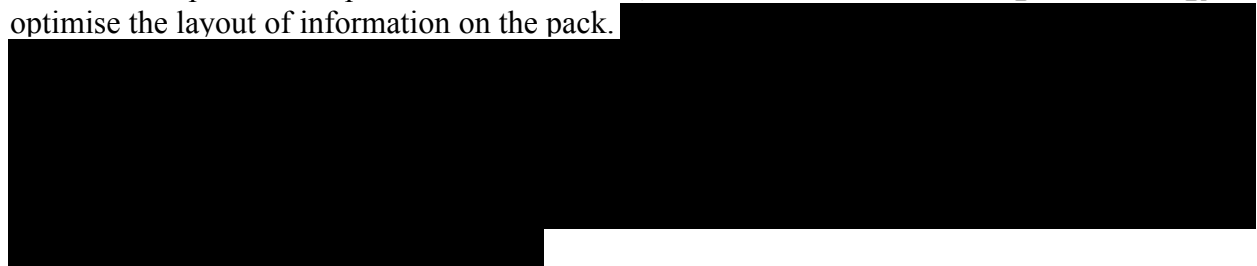 optimise the layout of information on the pack.